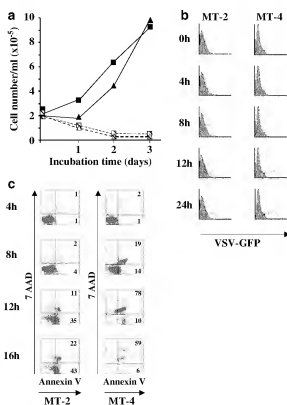 a
10
8
6
4
2
0
0 1 2 3
Cell number/ml (x10-5)
Incubation time (days)
b
MT-2 MT-4
0h
4h
8h
12h
24h
VSV-GFP
c
4h
1
1
2
1
8h
2
4
19
14
12h
11
35
78
10
16h
22
43
59
6
7 AAD
7 AAD
Annexin V Annexin V
MT-2 MT-4